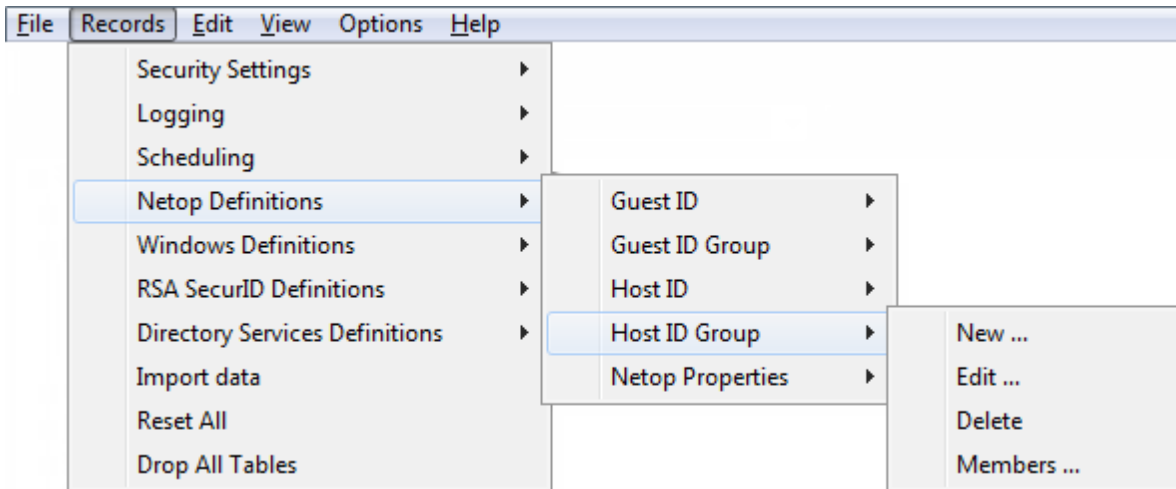 File Records Edit View Options Help
Security Settings
Logging
Scheduling
Netop Definitions
Windows Definitions
RSA SecurID Definitions
Directory Services Definitions
Import data
Reset All
Drop All Tables
Guest ID
Guest ID Group
Host ID
Host ID Group
Netop Properties
New ...
Edit ...
Delete
Members ...